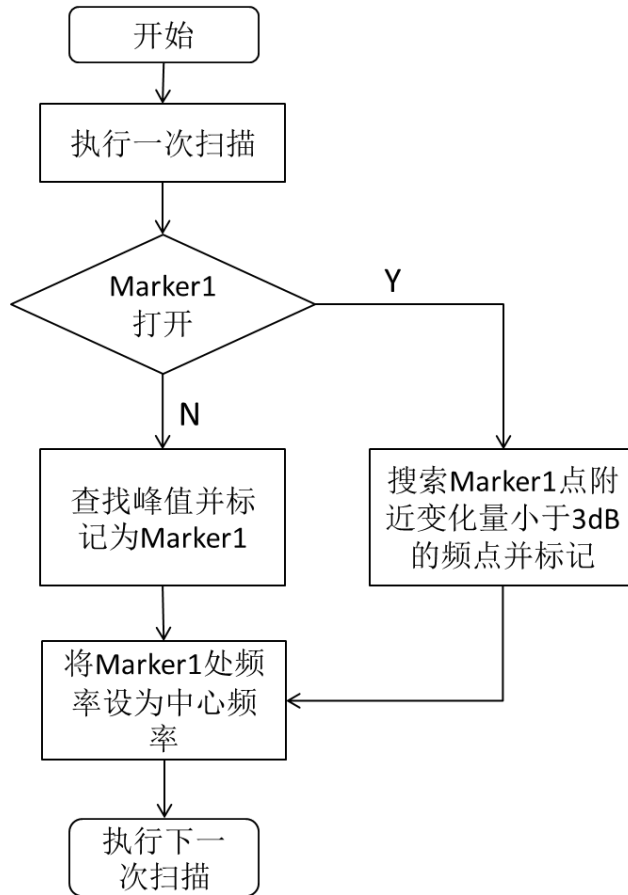 开始
执行一次扫描
Marker1
打开
Y
N
查找峰值并标
记为Marker1
搜索Marker1点附
近变化量小于3dB
的频点并标记
将Marker1处频
率设为中心频
率
执行下一
次扫描